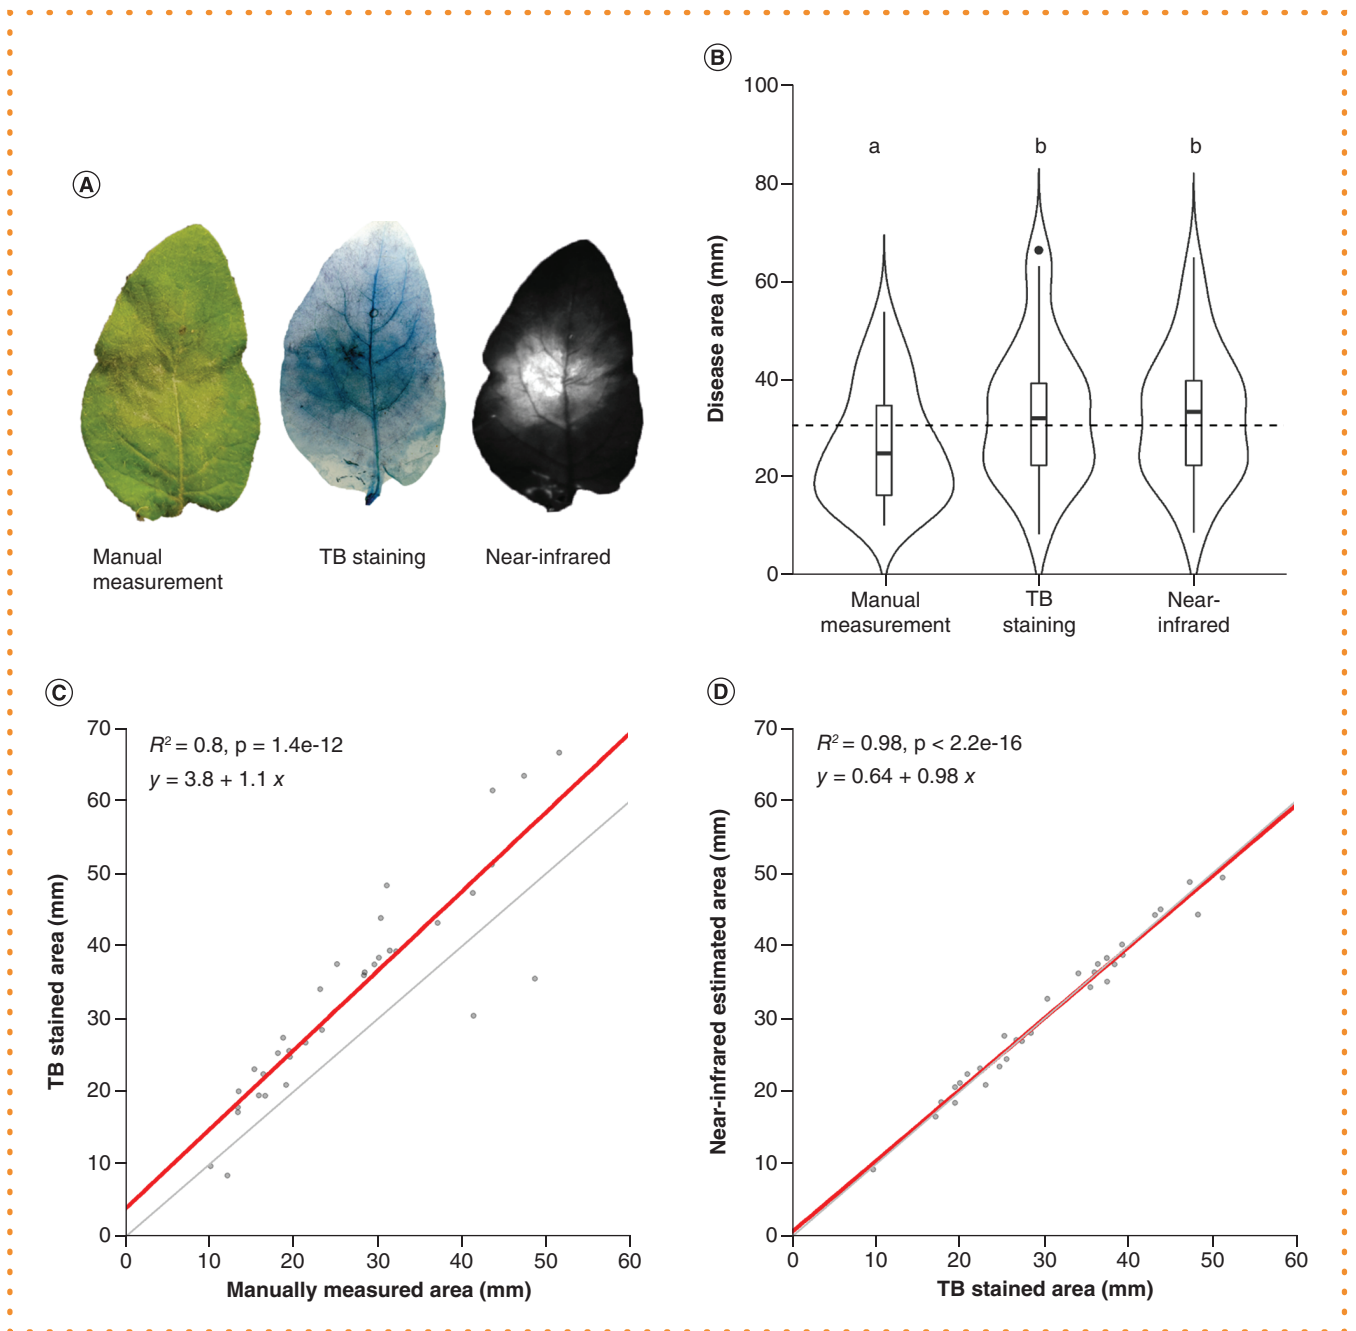 A
Manual
measurement
TB staining
Near-infrared
B
Disease area (mm)
100
80
60
40
20
0
a
b
b
Manual
measurement
TB
staining
Near-
infrared
C
TB stained area (mm)
70
60
50
40
30
20
10
0
R² = 0.8, p = 1.4e-12
y = 3.8 + 1.1 x
0
10
20
30
40
50
60
Manually measured area (mm)
D
Near-infrared estimated area (mm)
70
60
50
40
30
20
10
0
R² = 0.98, p < 2.2e-16
y = 0.64 + 0.98 x
0
10
20
30
40
50
60
TB stained area (mm)